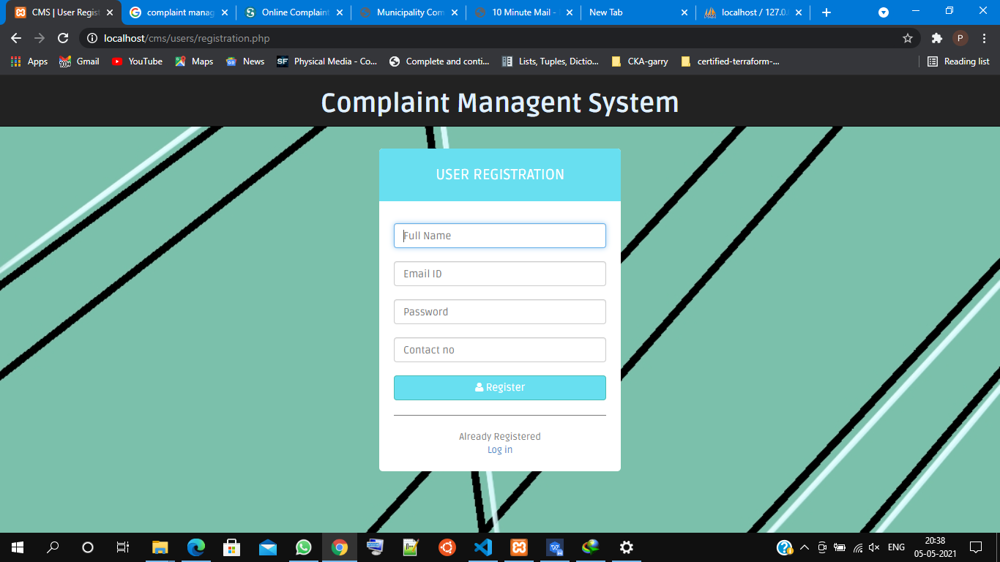 CMS | User Regist
complaint manag
Online Complaint
Municipality Com
10 Minute Mail -
New Tab
localhost / 127.0.
localhost/cms/users/registration.php
P
Apps
100+
Gmail
YouTube
Maps
News
SF
Physical Media - Co...
Complete and conti...
Lists, Tuples, Dictio...
CKA-garry
certified-terraform-...
Reading list
Complaint Managent System
USER REGISTRATION
Full Name
Email ID
Password
Contact no
Register
Already Registered
Log in
ENG
20:38
05-05-2021